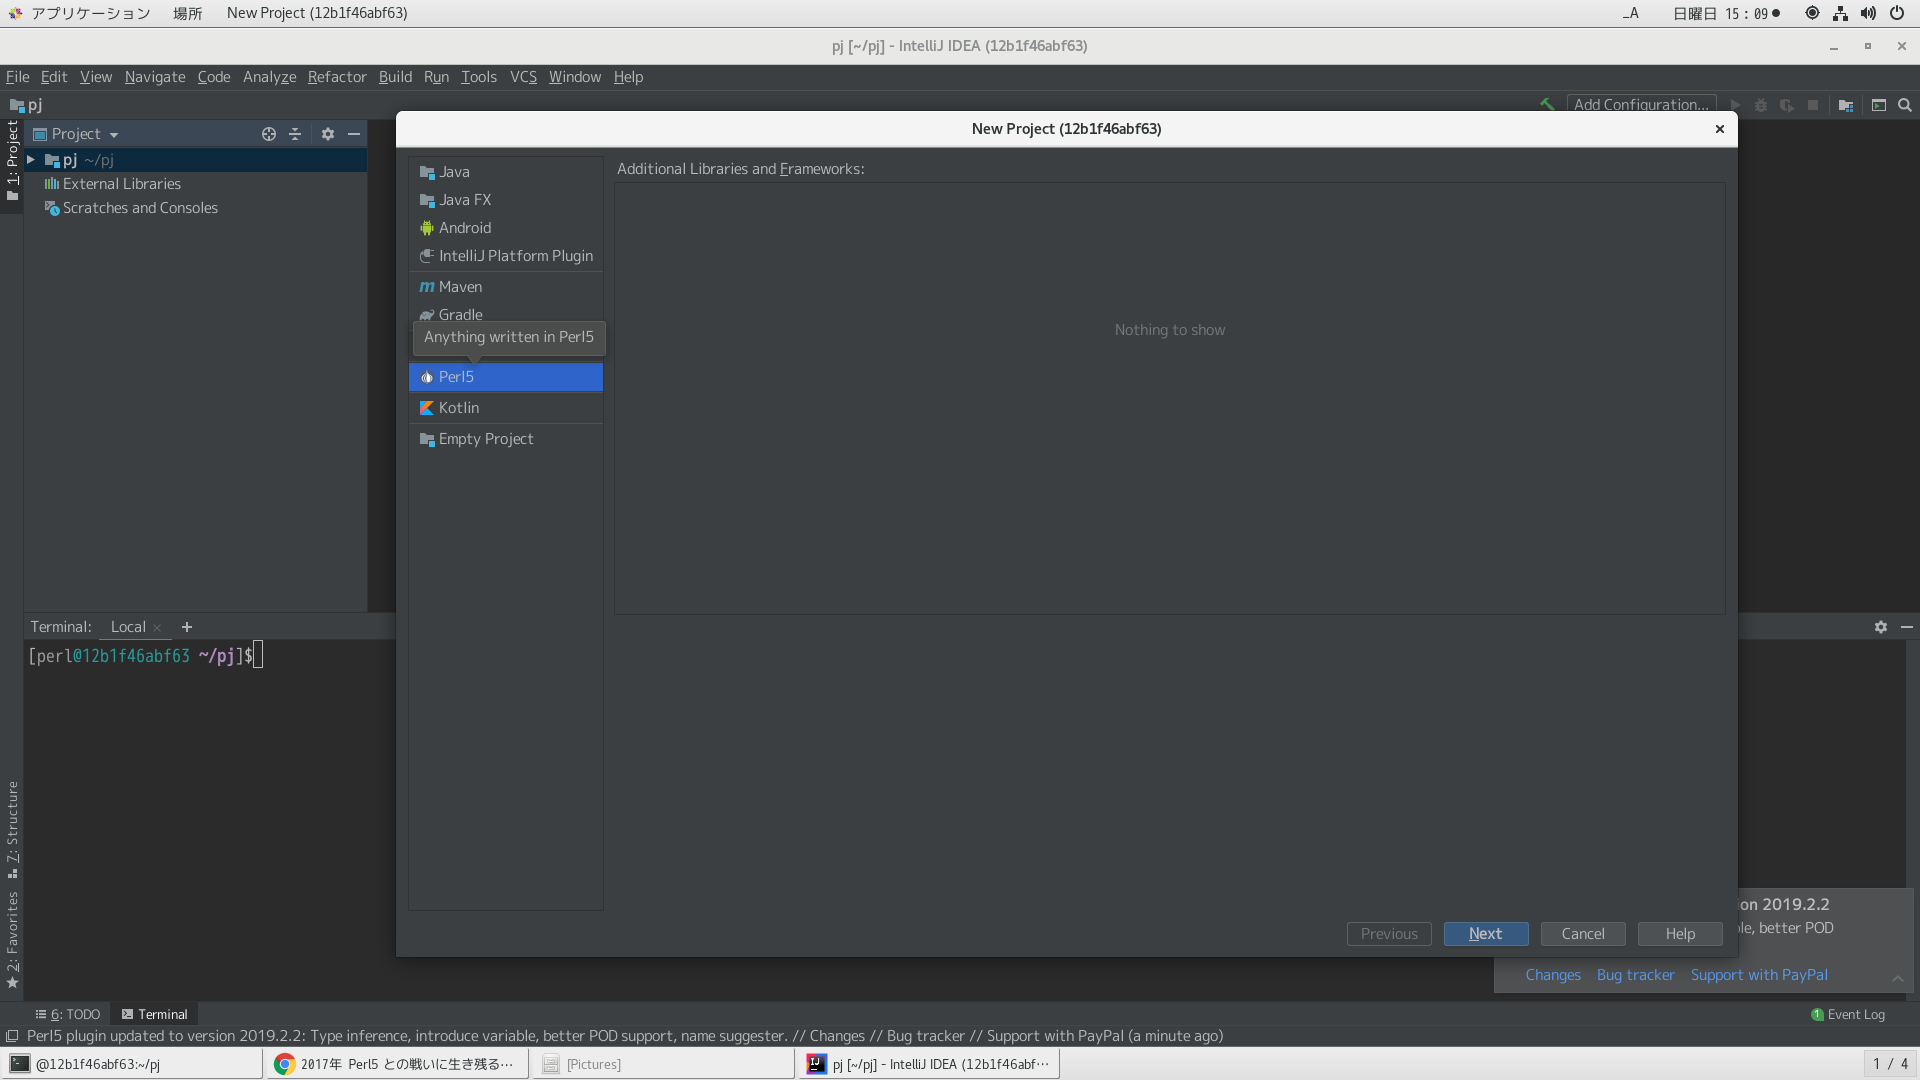 アプリケーション 場所 New Project (12b1f46abf63) _A 日曜日 15：09
pj [~/pj] - IntelliJ IDEA (12b1f46abf63)
File Edit View Navigate Code Analyze Refactor Build Run Tools VCS Window Help
pj Add Configuration...
New Project (12b1f46abf63)
1: Project
Project
pj ~/pj
External Libraries
Scratches and Consoles
Java
Java FX
Android
IntelliJ Platform Plugin
Maven
Gradle
Anything written in Perl5
Perl5
Kotlin
Empty Project
Additional Libraries and Frameworks:
Nothing to show
Terminal: Local
[perl@12b1f46abf63 ~/pj]$
7: Structure
2: Favorites
Previous Next Cancel Help
on 2019.2.2
le, better POD
Changes Bug tracker Support with PayPal
6: TODO Terminal 1 Event Log
Perl5 plugin updated to version 2019.2.2: Type inference, introduce variable, better POD support, name suggester. // Changes // Bug tracker // Support with PayPal (a minute ago)
@12b1f46abf63:~/pj 2017年 Perl5 との戦いに生き残る… [Pictures] IJ pj [~/pj] - IntelliJ IDEA (12b1f46abf… 1 / 4